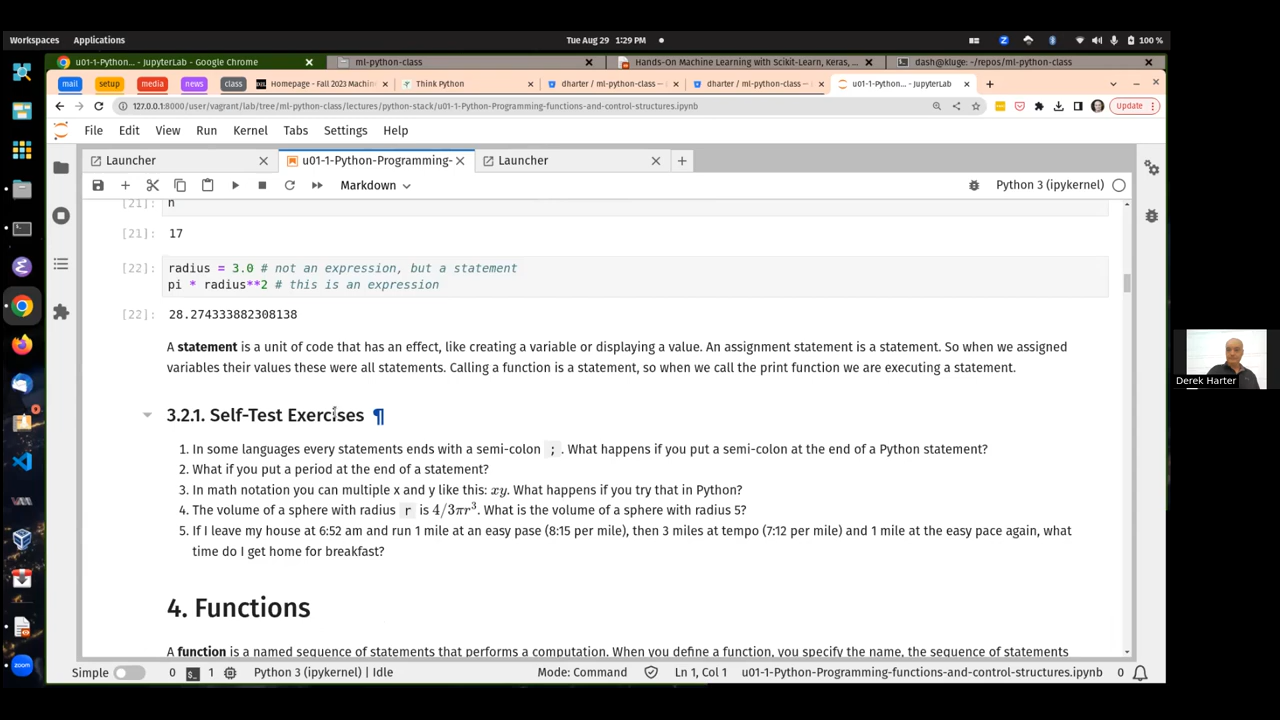 Workspaces Applications Tue Aug 29 1:29 PM 100 %
u01-1-Python... - JupyterLab - Google Chrome ml-python-class Hands-On Machine Learning with Scikit-Learn, Keras, dash@kluge: ~/repos/ml-python-class
mail setup media news class Homepage - Fall 2023 Machine Think Python dharter / ml-python-class — dharter / ml-python-class — u01-1-Python... - JupyterLab
127.0.0.1:8000/user/vagrant/lab/tree/ml-python-class/lectures/python-stack/u01-1-Python-Programming-functions-and-control-structures.ipynb Update
File Edit View Run Kernel Tabs Settings Help
Launcher u01-1-Python-Programming- Launcher
Markdown Python 3 (ipykernel)
[21]: n
[21]: 17
[22]: radius = 3.0 # not an expression, but a statement
pi * radius**2 # this is an expression
[22]: 28.274333882308138
A statement is a unit of code that has an effect, like creating a variable or displaying a value. An assignment statement is a statement. So when we assigned
variables their values these were all statements. Calling a function is a statement, so when we call the print function we are executing a statement.
Derek Harter
3.2.1. Self-Test Exercises ¶
1. In some languages every statements ends with a semi-colon ; . What happens if you put a semi-colon at the end of a Python statement?
2. What if you put a period at the end of a statement?
3. In math notation you can multiple x and y like this: xy. What happens if you try that in Python?
4. The volume of a sphere with radius r is 4/3πr³. What is the volume of a sphere with radius 5?
5. If I leave my house at 6:52 am and run 1 mile at an easy pase (8:15 per mile), then 3 miles at tempo (7:12 per mile) and 1 mile at the easy pace again, what
time do I get home for breakfast?
4. Functions
A function is a named sequence of statements that performs a computation. When you define a function, you specify the name, the sequence of statements
Simple 0 1 Python 3 (ipykernel) | Idle Mode: Command Ln 1, Col 1 u01-1-Python-Programming-functions-and-control-structures.ipynb 0